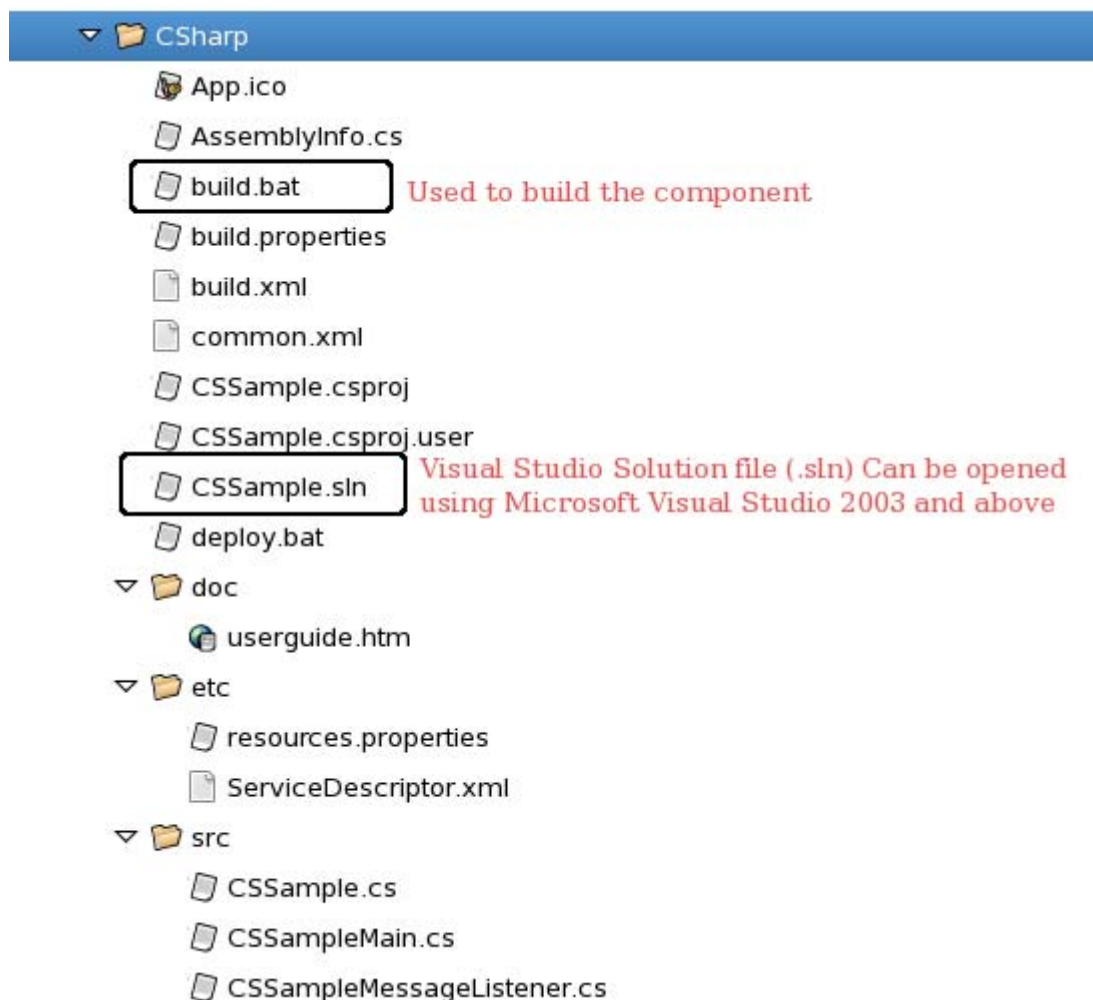 CSharp
App.ico
AssemblyInfo.cs
build.bat
Used to build the component
build.properties
build.xml
common.xml
CSSample.csproj
CSSample.csproj.user
CSSample.sln
Visual Studio Solution file (.sln) Can be opened
using Microsoft Visual Studio 2003 and above
deploy.bat
doc
userguide.htm
etc
resources.properties
ServiceDescriptor.xml
src
CSSample.cs
CSSampleMain.cs
CSSampleMessageListener.cs